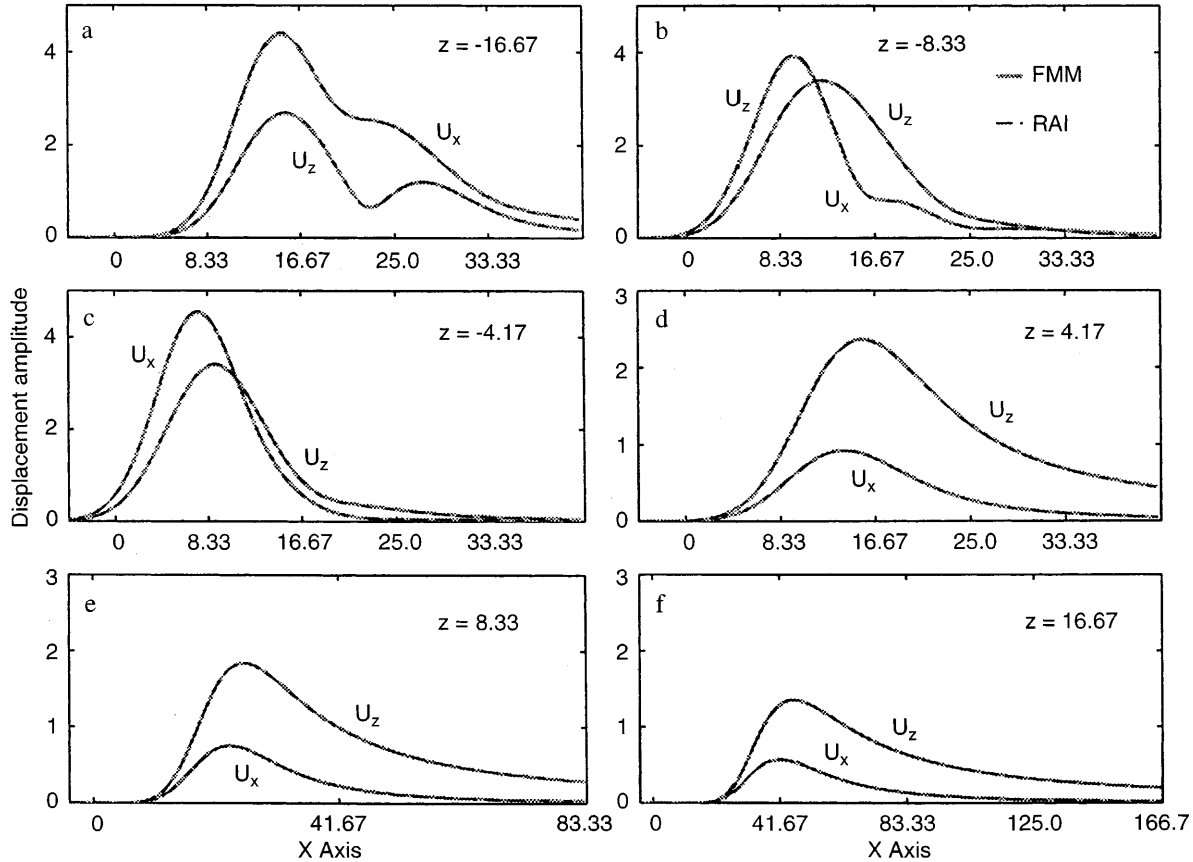 a
z = -16.67
4
2
0
U_x
U_z
0 8.33 16.67 25.0 33.33
b
z = -8.33
FMM
RAI
4
2
0
U_z
U_z
U_x
0 8.33 16.67 25.0 33.33
Displacement amplitude
c
z = -4.17
4
2
0
U_x
U_z
0 8.33 16.67 25.0 33.33
d
z = 4.17
3
2
1
0
U_z
U_x
0 8.33 16.67 25.0 33.33
e
z = 8.33
3
2
1
0
U_z
U_x
0 41.67 83.33
X Axis
f
z = 16.67
3
2
1
0
U_z
U_x
0 41.67 83.33 125.0 166.7
X Axis